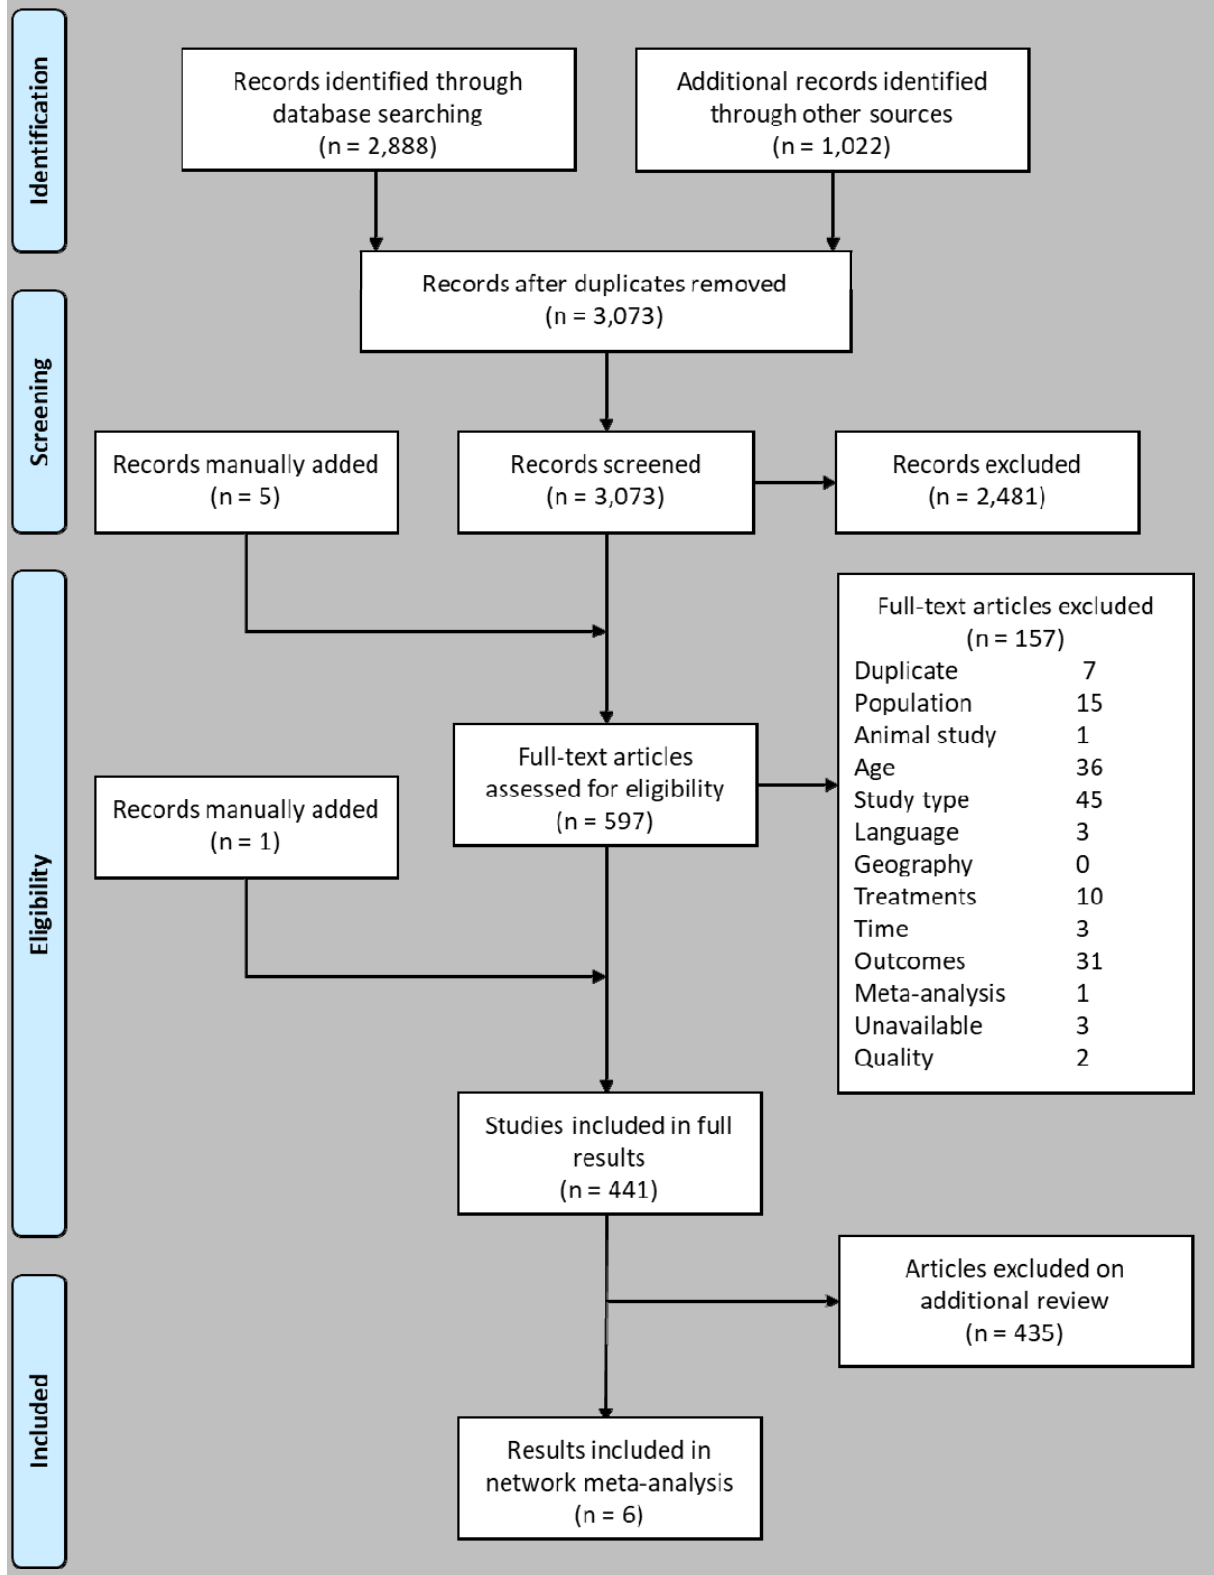 Identification
Records identified through
database searching
(n = 2,888)
Additional records identified
through other sources
(n = 1,022)
Records after duplicates removed
(n = 3,073)
Screening
Records manually added
(n = 5)
Records screened
(n = 3,073)
Records excluded
(n = 2,481)
Eligibility
Full-text articles
assessed for eligibility
(n = 597)
Full-text articles excluded
(n = 157)
Duplicate 7
Population 15
Animal study 1
Age 36
Study type 45
Language 3
Geography 0
Treatments 10
Time 3
Outcomes 31
Meta-analysis 1
Unavailable 3
Quality 2
Records manually added
(n = 1)
Studies included in full
results
(n = 441)
Articles excluded on
additional review
(n = 435)
Included
Results included in
network meta-analysis
(n = 6)